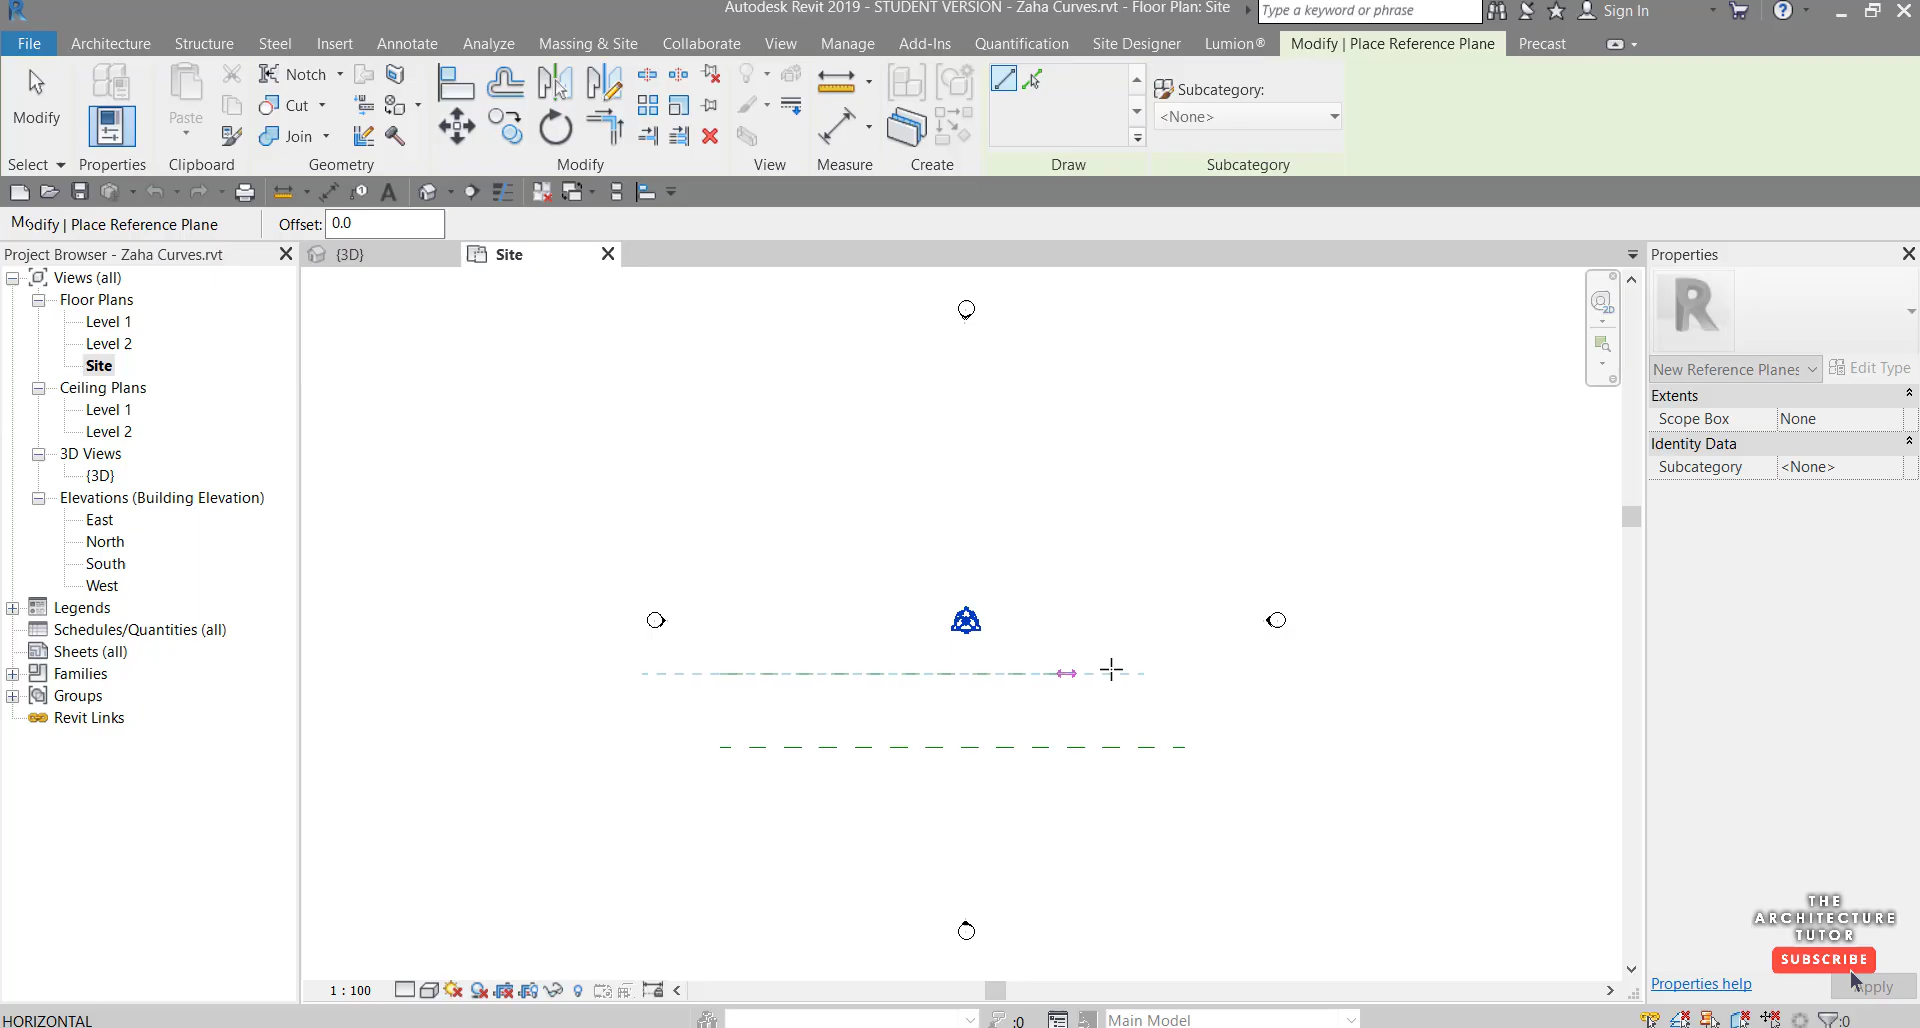 Autodesk Revit 2019 - STUDENT VERSION - Zaha Curves.rvt - Floor Plan: Site
Type a keyword or phrase
Sign In
File Architecture Structure Steel Insert Annotate Analyze Massing & Site Collaborate View Manage Add-Ins Quantification Site Designer Lumion® Modify | Place Reference Plane Precast
Modify
Paste
Notch
Cut
Join
Subcategory:
<None>
Select Properties Clipboard Geometry Modify View Measure Create Draw Subcategory
Modify | Place Reference Plane Offset: 0.0
Project Browser - Zaha Curves.rvt
{3D}
Site
Properties
Views (all)
Floor Plans
Level 1
Level 2
Site
Ceiling Plans
Level 1
Level 2
3D Views
{3D}
Elevations (Building Elevation)
East
North
South
West
Legends
Schedules/Quantities (all)
Sheets (all)
Families
Groups
Revit Links
2D
R
New Reference Planes
Edit Type
Extents
Scope Box None
Identity Data
Subcategory <None>
THE
ARCHITECTURE
TUTOR
SUBSCRIBE
Properties help
Apply
1 : 100
HORIZONTAL
:0
Main Model
:0